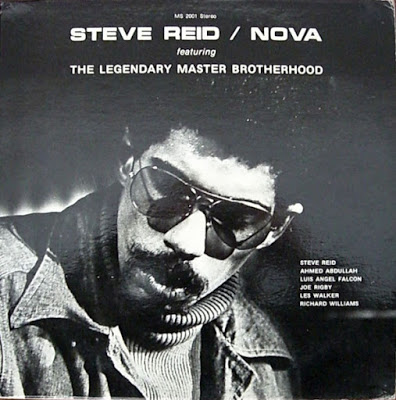 MS 2001 Stereo
STEVE REID / NOVA
featuring
THE LEGENDARY MASTER BROTHERHOOD
STEVE REID
AHMED ABDULLAH
LUIS ANGEL FALCON
JOE RIGBY
LES WALKER
RICHARD WILLIAMS